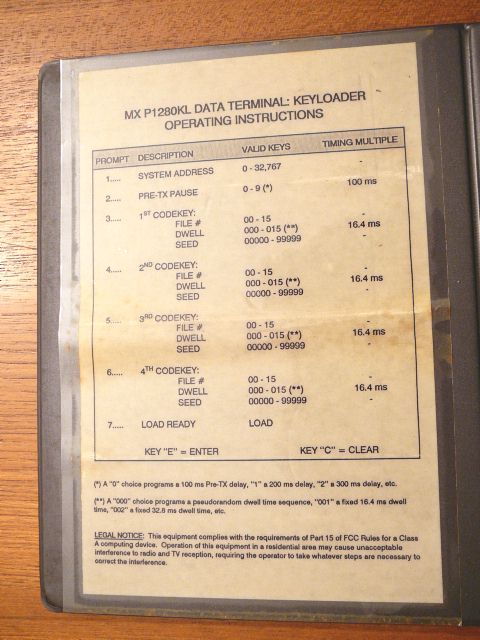 MX P1280KL DATA TERMINAL: KEYLOADER
OPERATING INSTRUCTIONS
PROMPT DESCRIPTION VALID KEYS TIMING MULTIPLE
1..... SYSTEM ADDRESS 0 - 32,767 -
2..... PRE-TX PAUSE 0 - 9 (*) 100 ms
3..... 1ST CODEKEY:
FILE # 00 - 15 -
DWELL 000 - 015 (**) 16.4 ms
SEED 00000 - 99999 -
4..... 2ND CODEKEY:
FILE # 00 - 15 -
DWELL 000 - 015 (**) 16.4 ms
SEED 00000 - 99999 -
5..... 3RD CODEKEY:
FILE # 00 - 15 -
DWELL 000 - 015 (**) 16.4 ms
SEED 00000 - 99999 -
6..... 4TH CODEKEY:
FILE # 00 - 15 -
DWELL 000 - 015 (**) 16.4 ms
SEED 00000 - 99999 -
7..... LOAD READY LOAD
KEY "E" = ENTER KEY "C" = CLEAR
(*) A "0" choice programs a 100 ms Pre-TX delay, "1" a 200 ms delay, "2" a 300 ms delay, etc.
(**) A "000" choice programs a pseudorandom dwell time sequence, "001" a fixed 16.4 ms dwell
time, "002" a fixed 32.8 ms dwell time, etc.
LEGAL NOTICE: This equipment complies with the requirements of Part 15 of FCC Rules for a Class
A computing device. Operation of this equipment in a residential area may cause unacceptable
interference to radio and TV reception, requiring the operator to take whatever steps are necessary to
correct the interference.